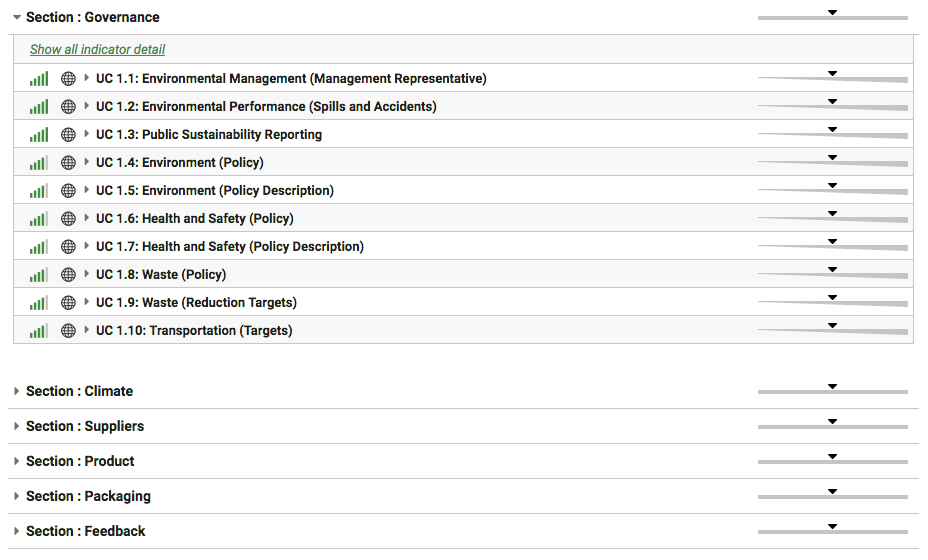 Section : Governance
Show all indicator detail
UC 1.1: Environmental Management (Management Representative)
UC 1.2: Environmental Performance (Spills and Accidents)
UC 1.3: Public Sustainability Reporting
UC 1.4: Environment (Policy)
UC 1.5: Environment (Policy Description)
UC 1.6: Health and Safety (Policy)
UC 1.7: Health and Safety (Policy Description)
UC 1.8: Waste (Policy)
UC 1.9: Waste (Reduction Targets)
UC 1.10: Transportation (Targets)
Section : Climate
Section : Suppliers
Section : Product
Section : Packaging
Section : Feedback